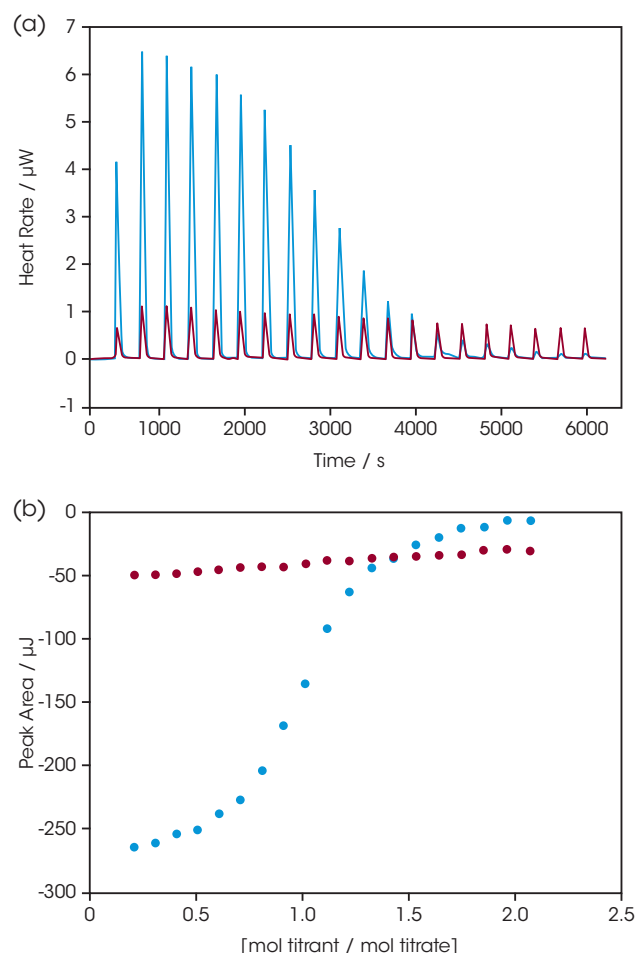 (a)
7
6
5
4
3
2
1
0
-1
Heat Rate / µW
0 1000 2000 3000 4000 5000 6000
Time / s
(b)
0
-50
-100
-150
-200
-250
-300
Peak Area / µJ
0 0.5 1.0 1.5 2.0 2.5
[mol titrant / mol titrate]